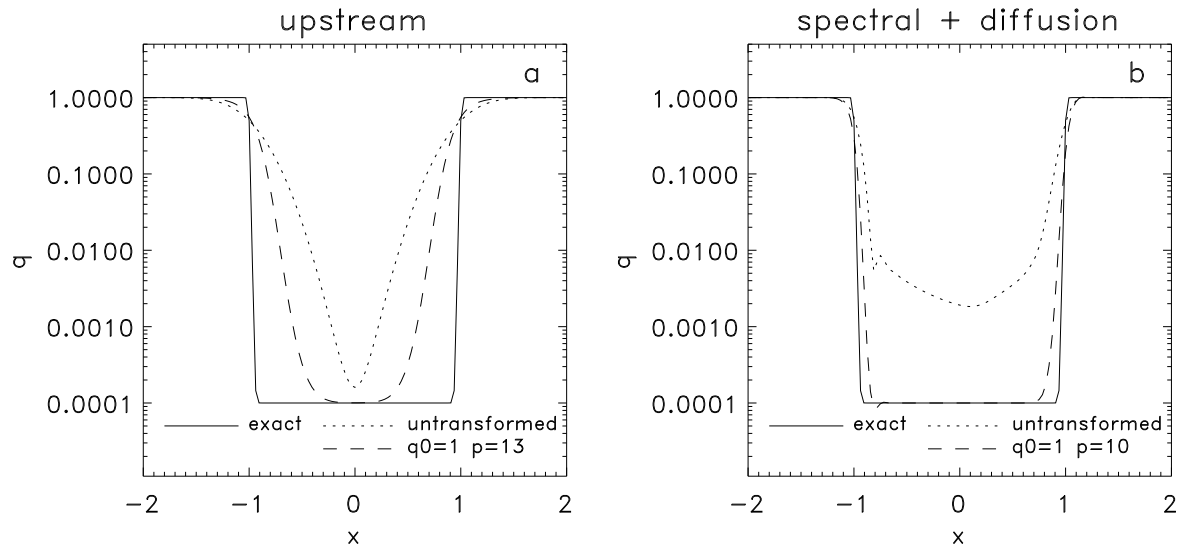 upstream
a
1.0000
0.1000
0.0100
0.0010
0.0001
q
exact
untransformed
q0=1 p=13
−2
−1
0
1
2
x
spectral + diffusion
b
1.0000
0.1000
0.0100
0.0010
0.0001
q
exact
untransformed
q0=1 p=10
−2
−1
0
1
2
x